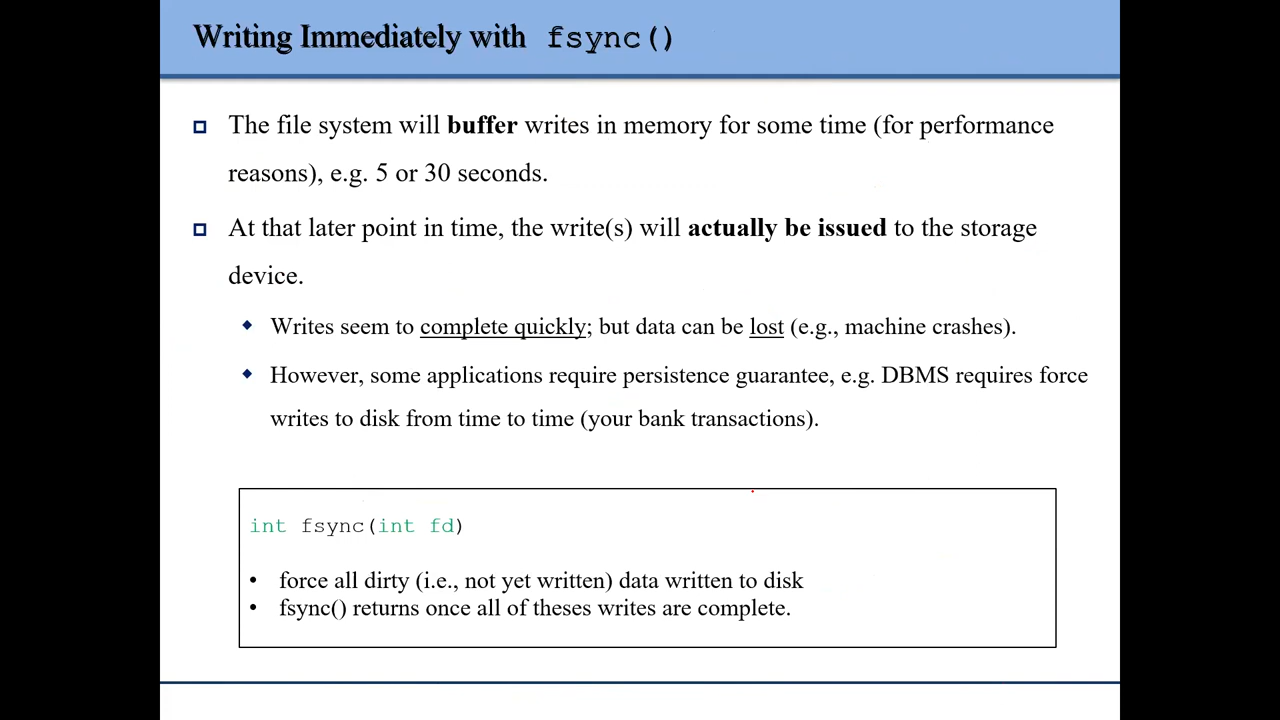 Writing Immediately with fsync()
The file system will buffer writes in memory for some time (for performance
reasons), e.g. 5 or 30 seconds.
At that later point in time, the write(s) will actually be issued to the storage
device.
Writes seem to complete quickly; but data can be lost (e.g., machine crashes).
However, some applications require persistence guarantee, e.g. DBMS requires force
writes to disk from time to time (your bank transactions).
int fsync(int fd)
• force all dirty (i.e., not yet written) data written to disk
• fsync() returns once all of theses writes are complete.